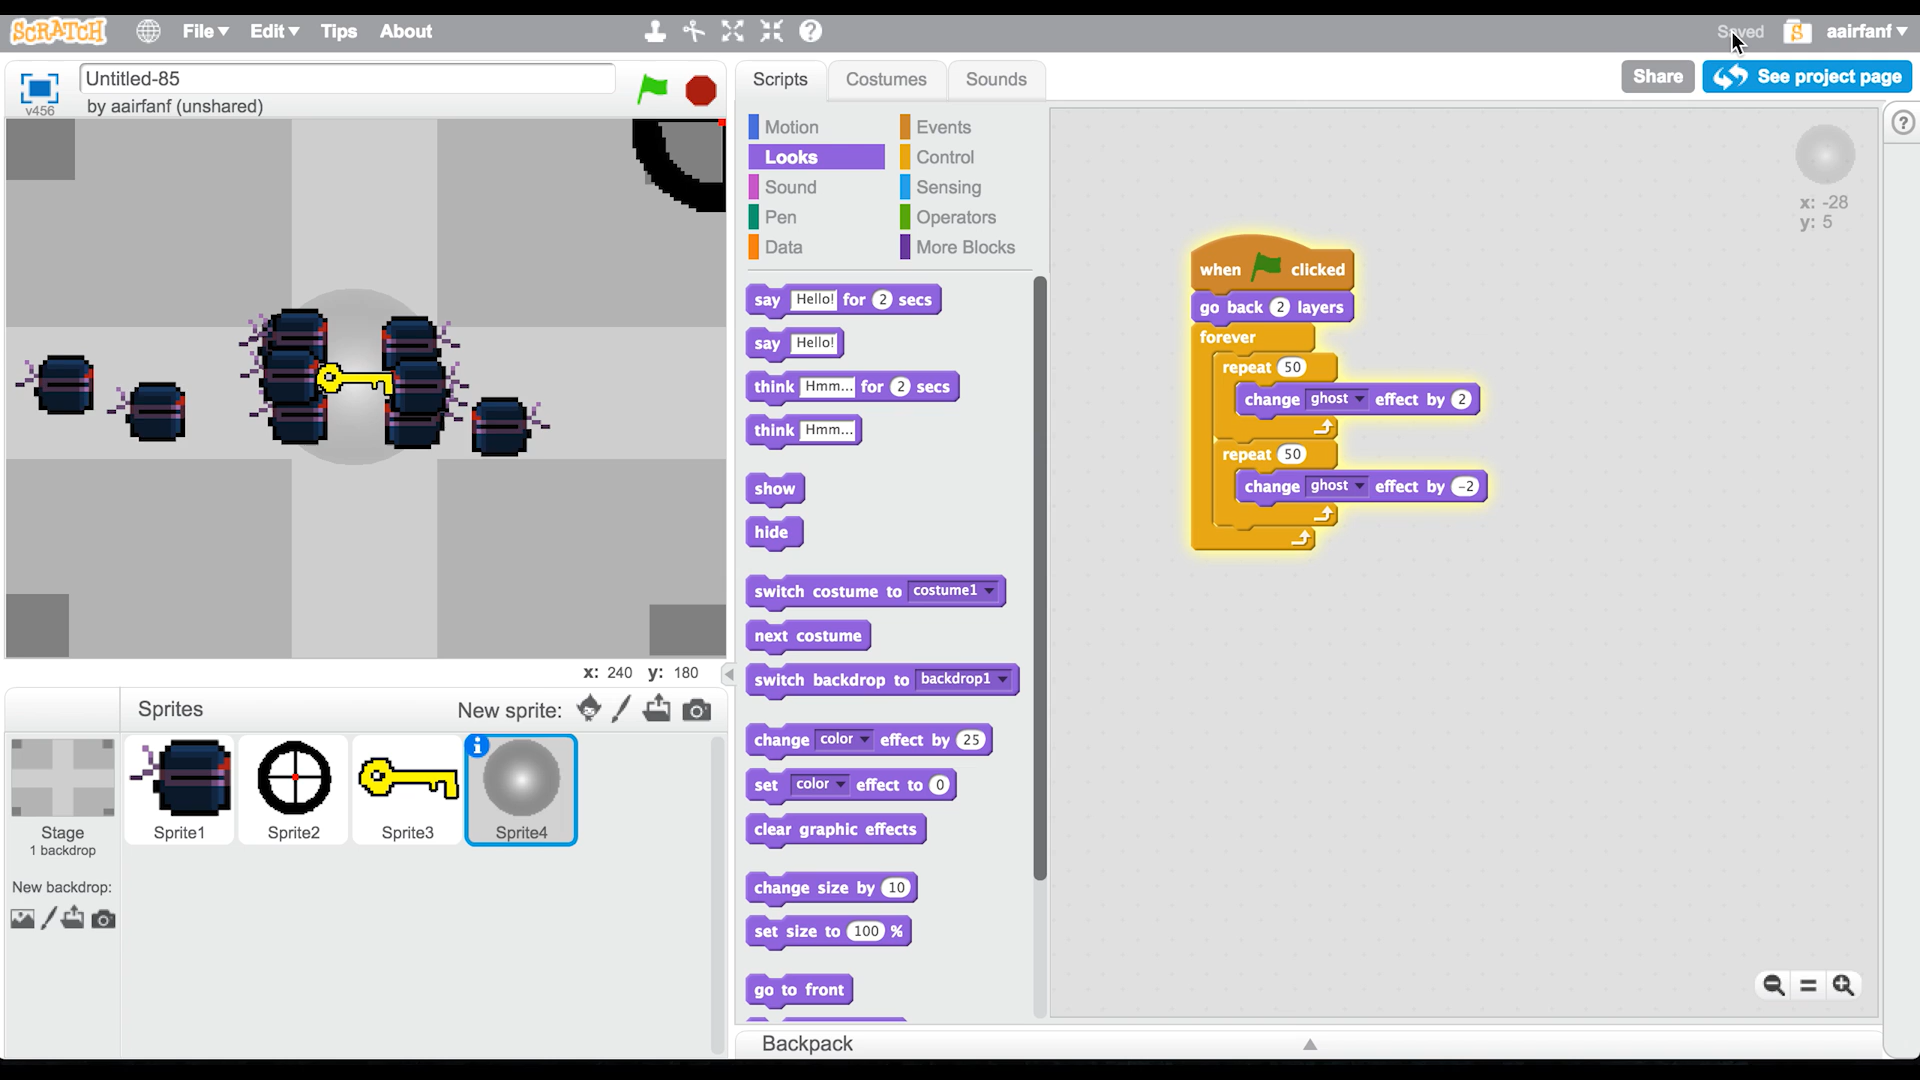 SCRATCH File Edit Tips About Saved aairfanf
v456 Untitled-85
by aairfanf (unshared)
Scripts Costumes Sounds Share See project page
Motion Events
Looks Control
Sound Sensing
Pen Operators
Data More Blocks
say Hello! for 2 secs
say Hello!
think Hmm... for 2 secs
think Hmm...
show
hide
switch costume to costume1
next costume
switch backdrop to backdrop1
change color effect by 25
set color effect to 0
clear graphic effects
change size by 10
set size to 100 %
go to front
when clicked
go back 2 layers
forever
repeat 50
change ghost effect by 2
repeat 50
change ghost effect by -2
x: -28
y: 5
x: 240 y: 180
Sprites New sprite:
Stage
1 backdrop
New backdrop:
Sprite1 Sprite2 Sprite3 Sprite4
Backpack